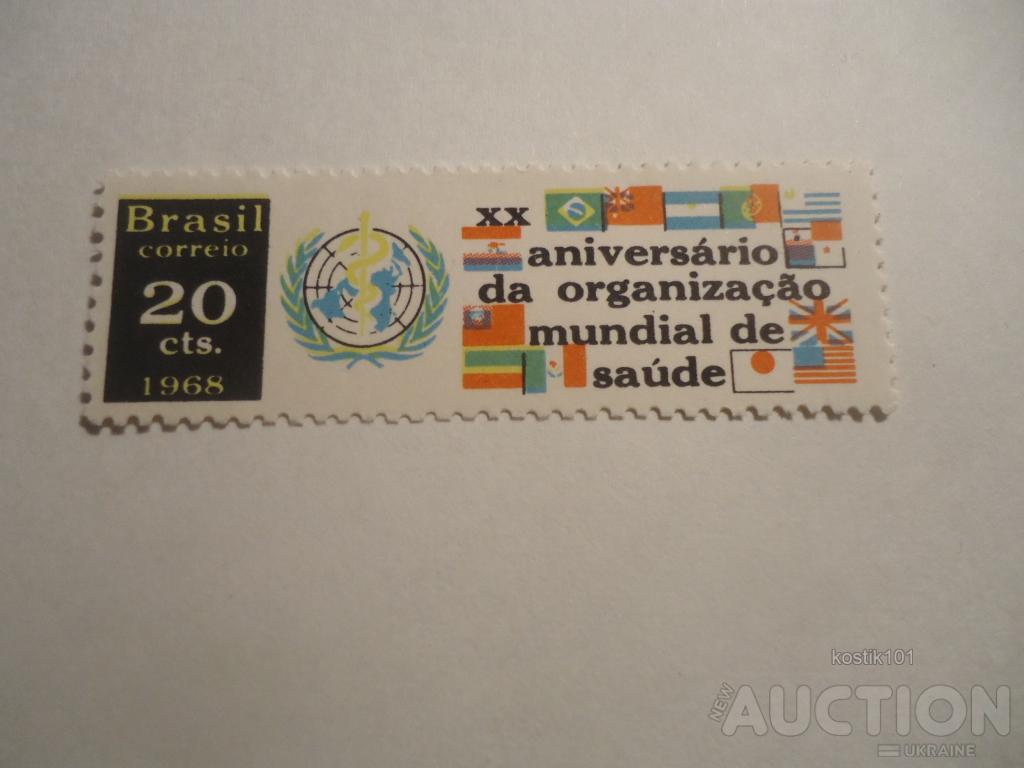 Brasil
correio
20
cts.
1968
xx
aniversário
da organização
mundial de
saúde
kostik101
NEW AUCTION
UKRAINE